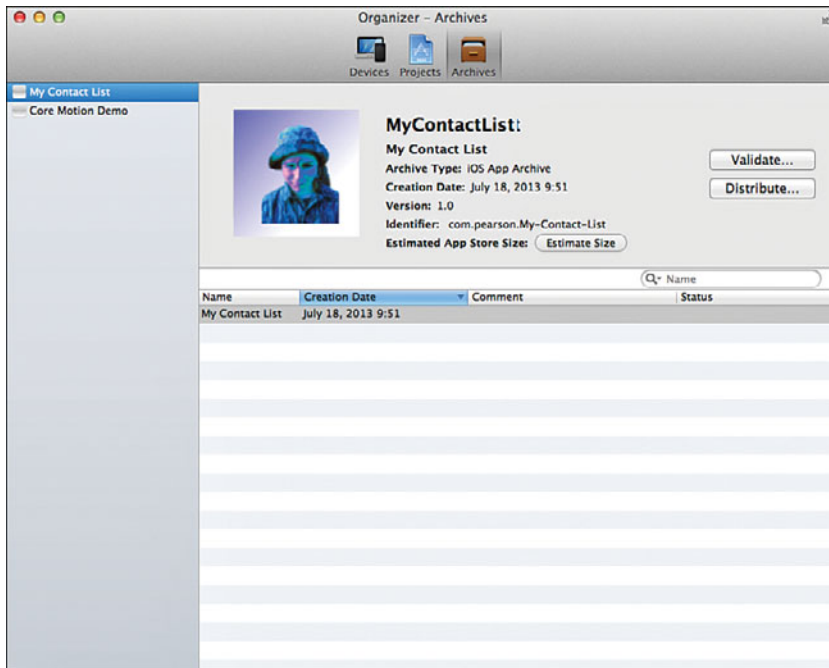 Organizer – Archives
Devices Projects Archives
My Contact List
Core Motion Demo
MyContactList
My Contact List
Archive Type: iOS App Archive
Creation Date: July 18, 2013 9:51
Version: 1.0
Identifier: com.pearson.My-Contact-List
Estimated App Store Size: Estimate Size
Validate...
Distribute...
Name
Name Creation Date Comment Status
My Contact List July 18, 2013 9:51